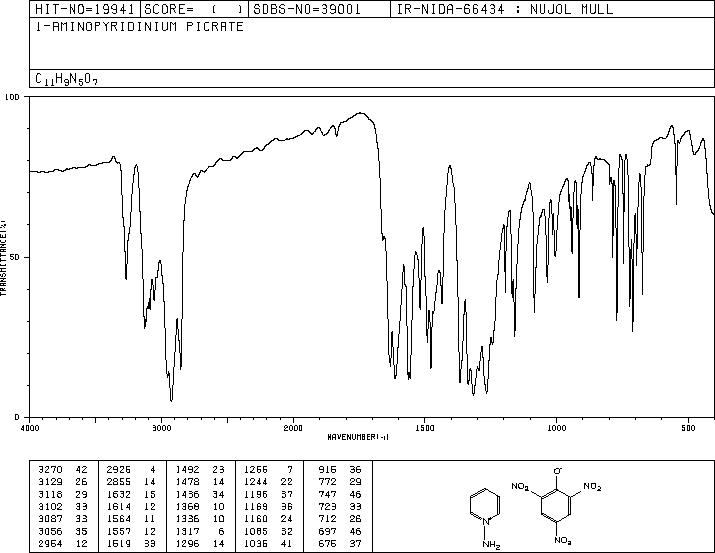 HIT-NO=19941 SCORE= ( ) SDBS-NO=39001 IR-NIDA-66434 : NUJOL MULL
1-AMINOPYRIDINIUM PICRATE
C11H9N5O7
100
50
0
TRANSMITTANCE(%)
4000 3000 2000 1500 1000 500
WAVENUMBER(-1)
3270 42 2926 4 1492 23 1266 7 916 36
3129 26 2855 14 1478 14 1244 22 772 29
3118 29 1632 15 1436 34 1196 37 747 46
3102 33 1614 12 1368 10 1169 36 723 33
3087 33 1564 11 1336 10 1160 24 712 26
3056 35 1557 12 1317 6 1085 32 697 46
2954 12 1519 33 1296 14 1036 41 676 37
O-
NO2
NO2
N+
NH2
NO2